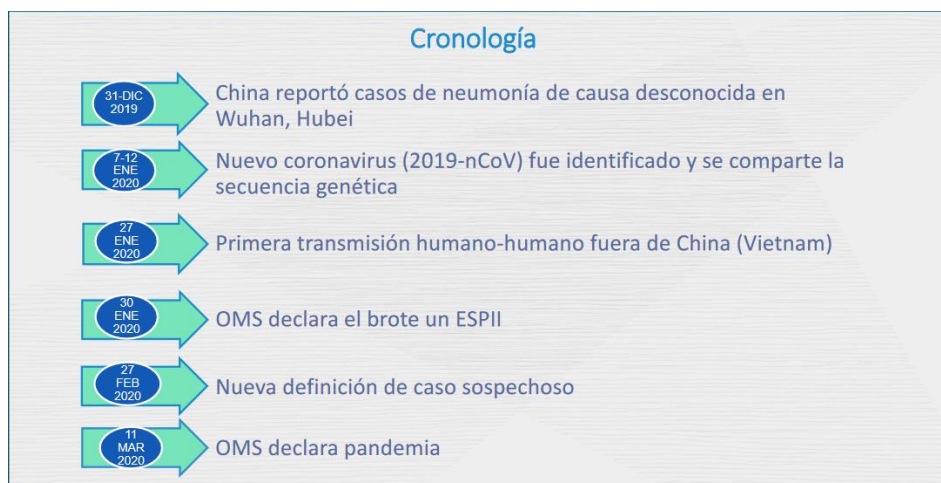 Cronología
31-DIC
2019
China reportó casos de neumonía de causa desconocida en
Wuhan, Hubei
7-12
ENE
2020
Nuevo coronavirus (2019-nCoV) fue identificado y se comparte la
secuencia genética
27
ENE
2020
Primera transmisión humano-humano fuera de China (Vietnam)
30
ENE
2020
OMS declara el brote un ESPII
27
FEB
2020
Nueva definición de caso sospechoso
11
MAR
2020
OMS declara pandemia